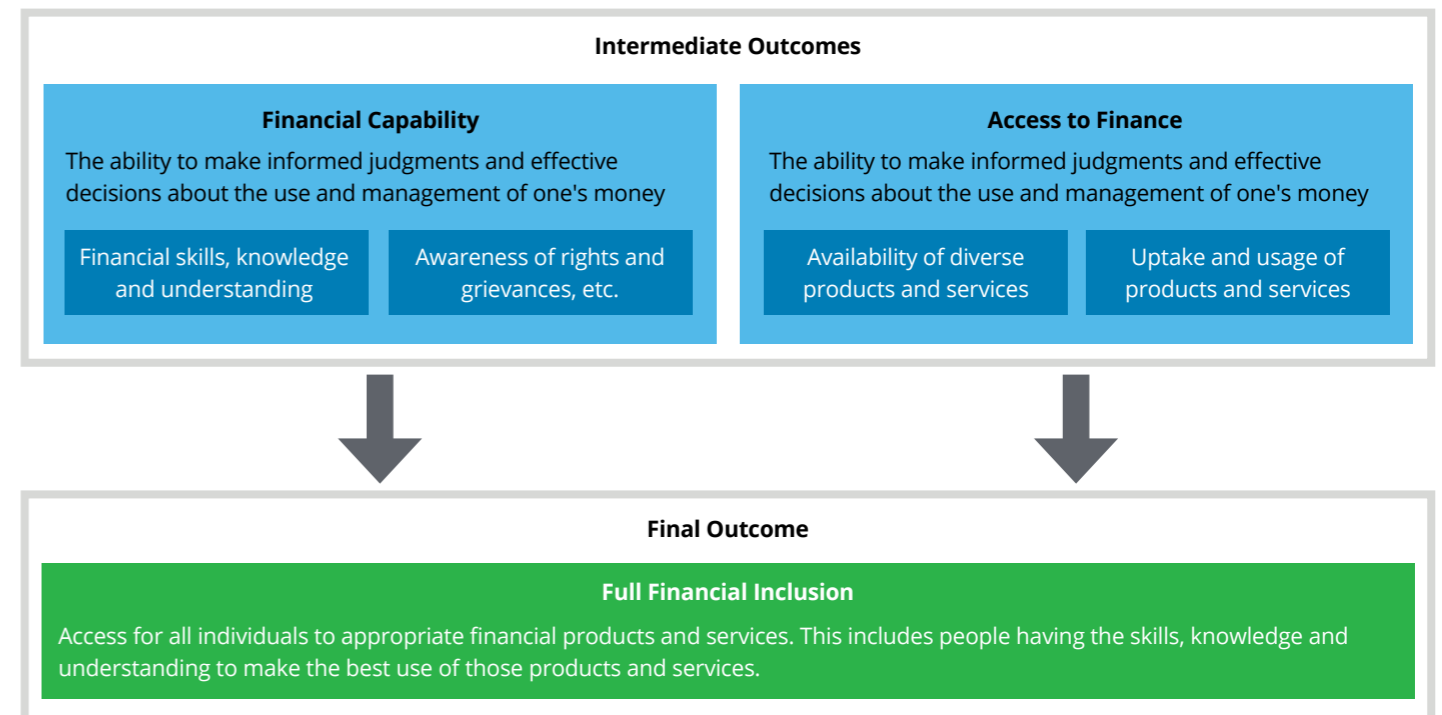 Intermediate Outcomes
Financial Capability
The ability to make informed judgments and effective
decisions about the use and management of one's money
Financial skills, knowledge
and understanding
Awareness of rights and
grievances, etc.
Access to Finance
The ability to make informed judgments and effective
decisions about the use and management of one's money
Availability of diverse
products and services
Uptake and usage of
products and services
Final Outcome
Full Financial Inclusion
Access for all individuals to appropriate financial products and services. This includes people having the skills, knowledge and
understanding to make the best use of those products and services.